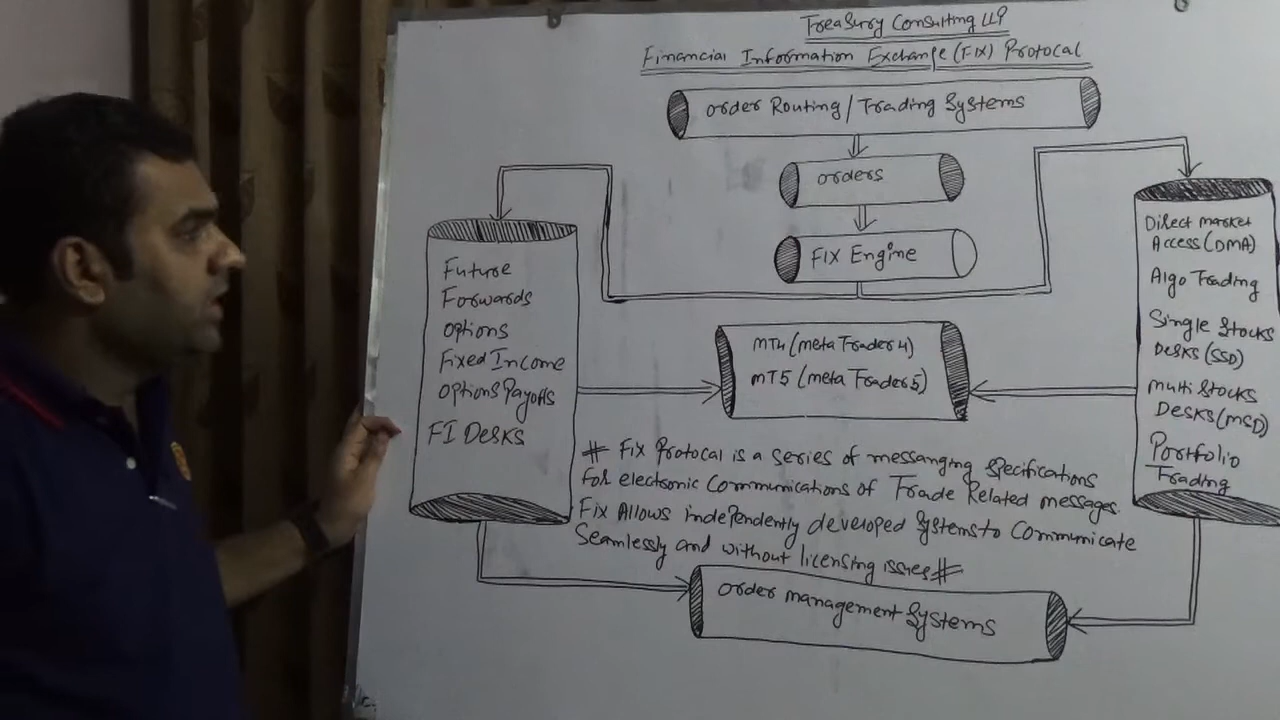 Treasury Consulting LLP
Financial Information Exchange (FIX) Protocal
Order Routing / Trading Systems
Orders
FIX Engine
Future
Forwards
Options
Fixed Income
Options Payoffs
FI Desks
MT4 (Meta Trader 4)
MT5 (Meta Trader 5)
Direct Market
Access (DMA)
Algo Trading
Single Stocks
Desks (SSD)
Multi Stocks
Desks (MSD)
Portfolio
Trading
# FIX Protocal is a series of messanging specifications
for electronic Communications of Trade Related messages.
Fix Allows independently developed Systems to Communicate
Seamlessly and without licensing issues #
Order Management Systems